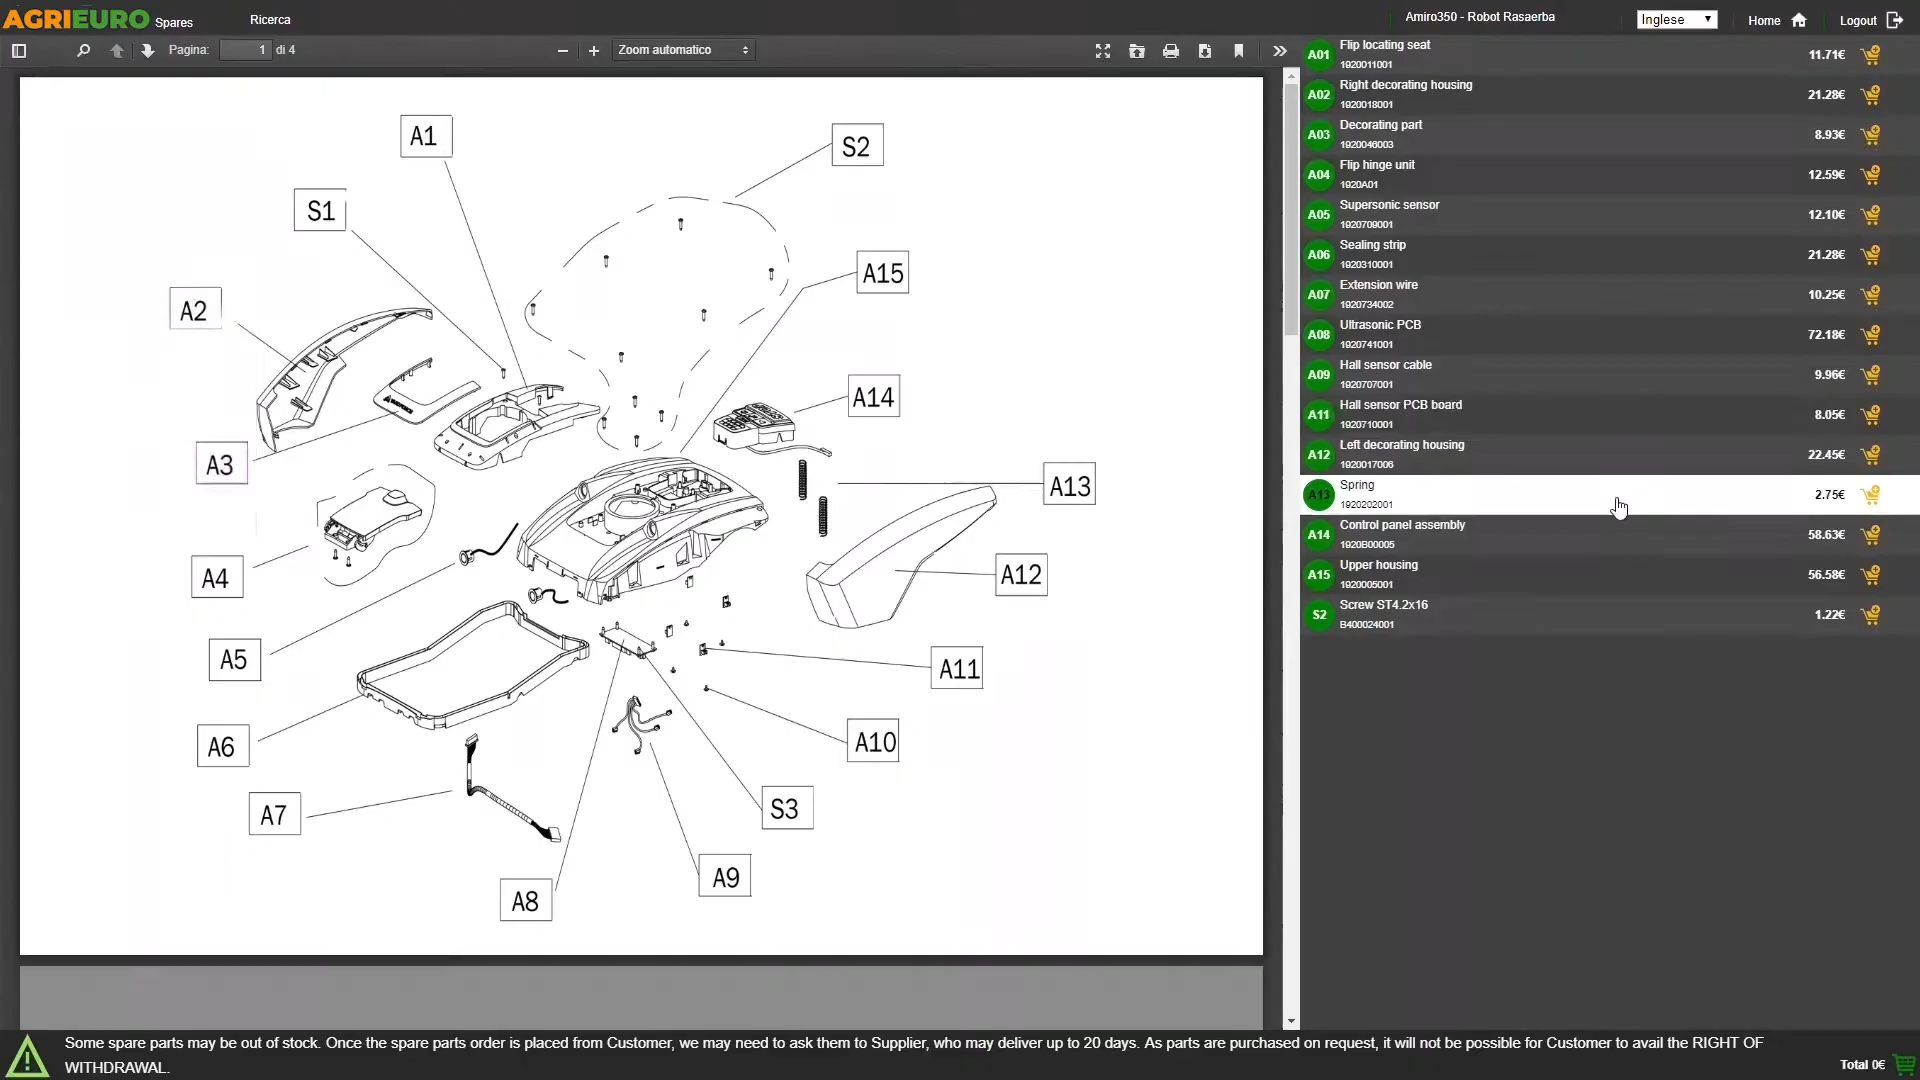 AGRIEURO Spares
Ricerca
Amiro350 - Robot Rasaerba
Inglese
Home
Logout
Pagina:
1
di 4
Zoom automatico
A1
S2
S1
A15
A2
A14
A3
A13
A4
A12
A5
A11
A6
A10
A7
S3
A9
A8
A01
Flip locating seat
1920011001
11.71€
A02
Right decorating housing
1920018001
21.28€
A03
Decorating part
1920046003
8.93€
A04
Flip hinge unit
1920A01
12.59€
A05
Supersonic sensor
1920709001
12.10€
A06
Sealing strip
1920310001
21.28€
A07
Extension wire
1920734002
10.25€
A08
Ultrasonic PCB
1920741001
72.18€
A09
Hall sensor cable
1920707001
9.96€
A11
Hall sensor PCB board
1920710001
8.05€
A12
Left decorating housing
1920017006
22.45€
A13
Spring
1920202001
2.75€
A14
Control panel assembly
1920B00005
58.63€
A15
Upper housing
1920005001
56.58€
S2
Screw ST4.2x16
B400024001
1.22€
Some spare parts may be out of stock. Once the spare parts order is placed from Customer, we may need to ask them to Supplier, who may deliver up to 20 days. As parts are purchased on request, it will not be possible for Customer to avail the RIGHT OF
WITHDRAWAL.
Total 0€